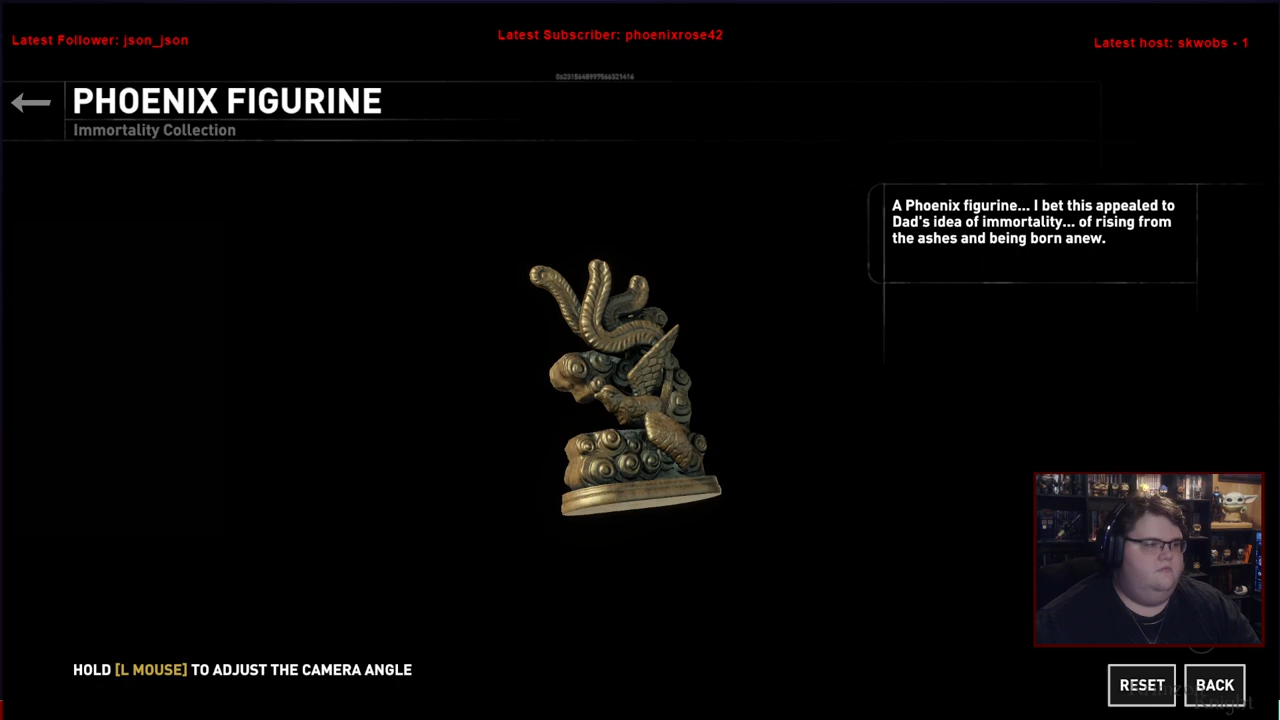 Latest Follower: json_json
Latest Subscriber: phoenixrose42
Latest host: skwobs - 1
PHOENIX FIGURINE
Immortality Collection
A Phoenix figurine... I bet this appealed to
Dad's idea of immortality... of rising from
the ashes and being born anew.
HOLD [L MOUSE] TO ADJUST THE CAMERA ANGLE
RESET
BACK